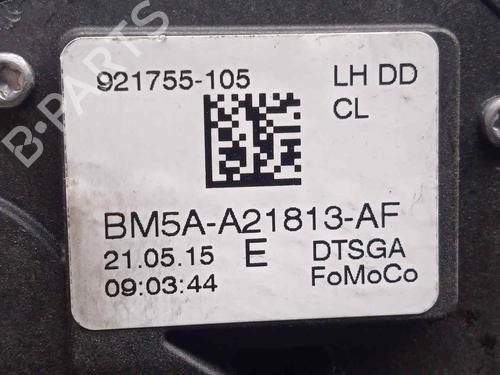 921755-105 LH DD
CL
BM5A-A21813-AF
21.05.15 E DTSGA
09:03:44 FoMoCo
B-PARTS